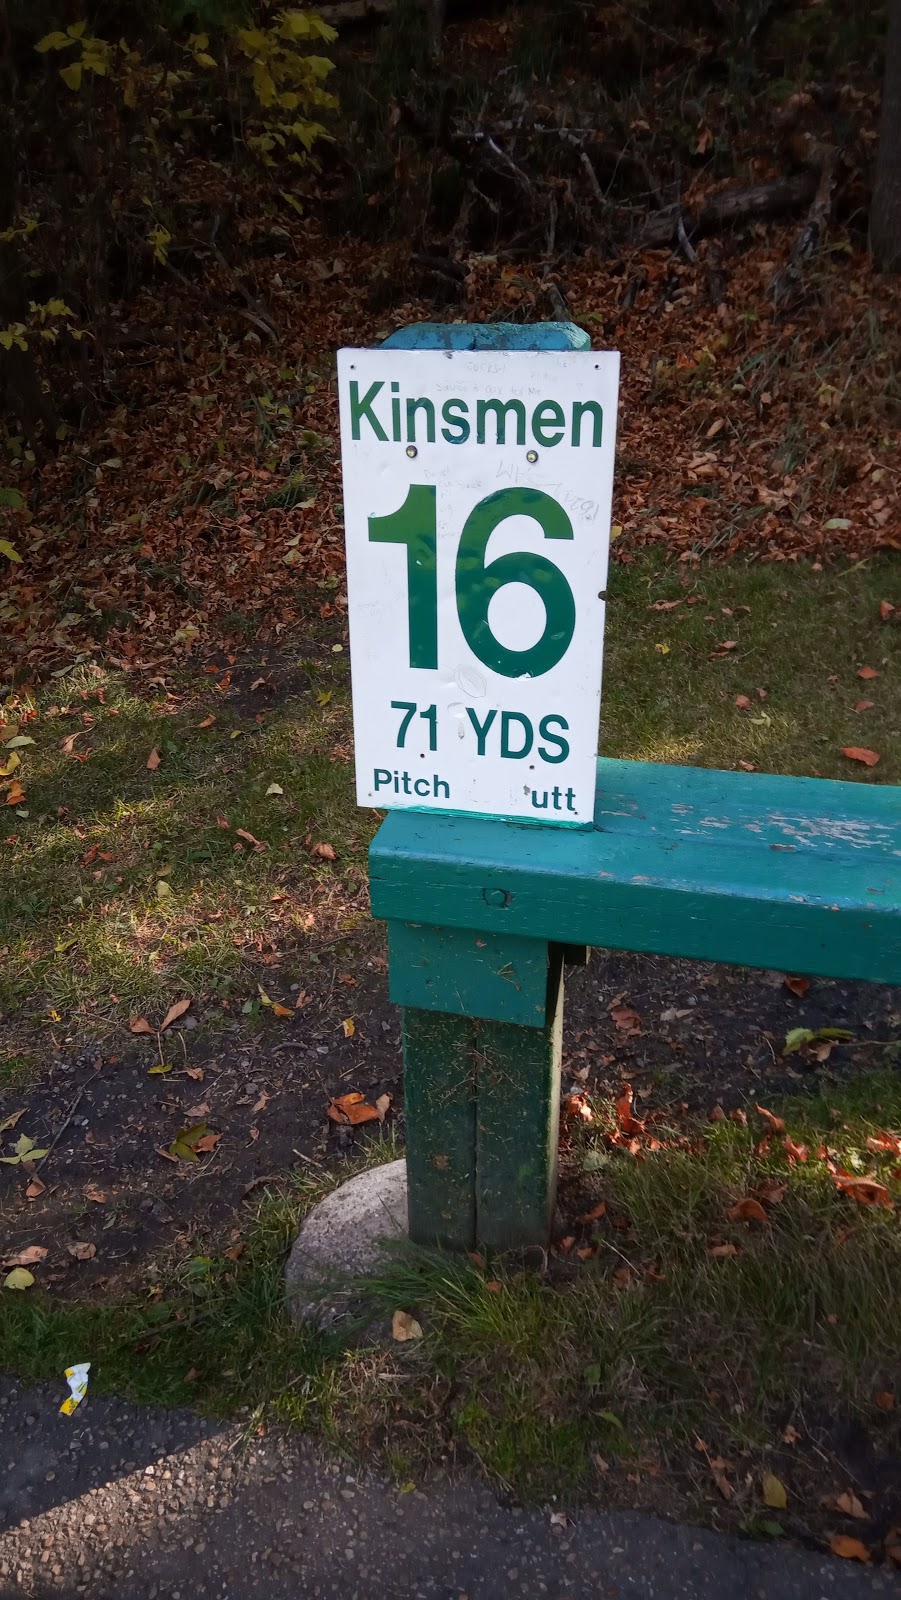 Kinsmen
16
71 YDS
Pitch utt